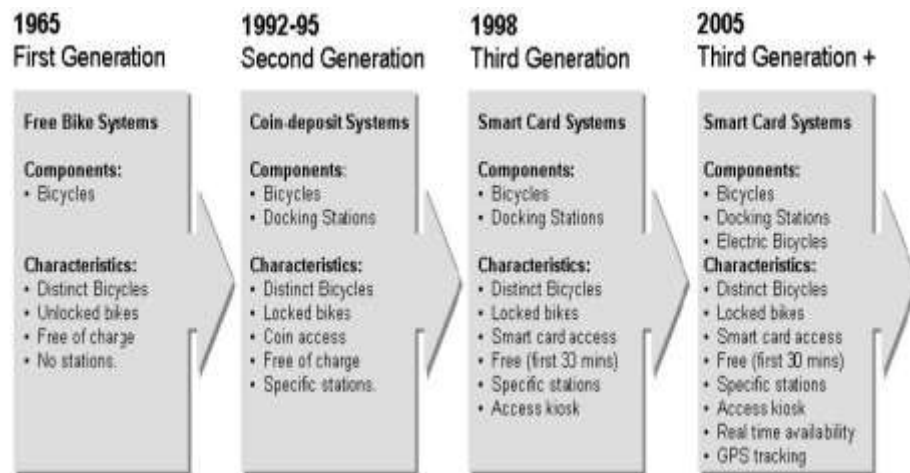 1965
First Generation
Free Bike Systems
Components:
• Bicycles
Characteristics:
• Distinct Bicycles
• Unlocked bikes
• Free of charge
• No stations.
1992-95
Second Generation
Coin-deposit Systems
Components:
• Bicycles
• Docking Stations
Characteristics:
• Distinct Bicycles
• Locked bikes
• Coin access
• Free of charge
• Specific stations.
1998
Third Generation
Smart Card Systems
Components:
• Bicycles
• Docking Stations
Characteristics:
• Distinct Bicycles
• Locked bikes
• Smart card access
• Free (first 30 mins)
• Specific stations
• Access kiosk
2005
Third Generation +
Smart Card Systems
Components:
• Bicycles
• Docking Stations
• Electric Bicycles
Characteristics:
• Distinct Bicycles
• Locked bikes
• Smart card access
• Free (first 30 mins)
• Specific stations
• Access kiosk
• Real time availability
• GPS tracking